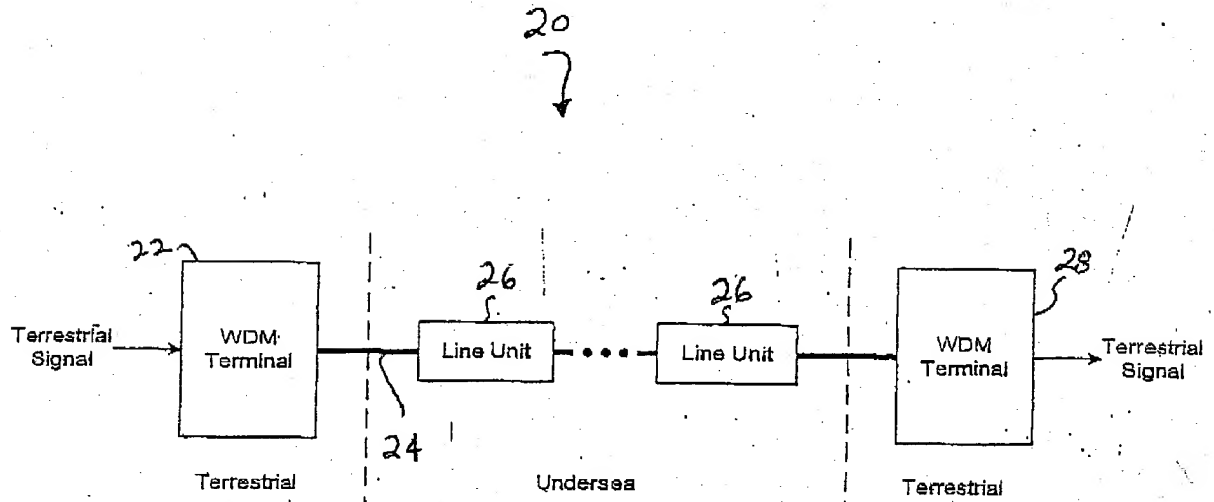 20
22
26
26
28
Terrestrial
Signal
WDM
Terminal
Line Unit
Line Unit
WDM
Terminal
Terrestrial
Signal
24
Terrestrial
Undersea
Terrestrial